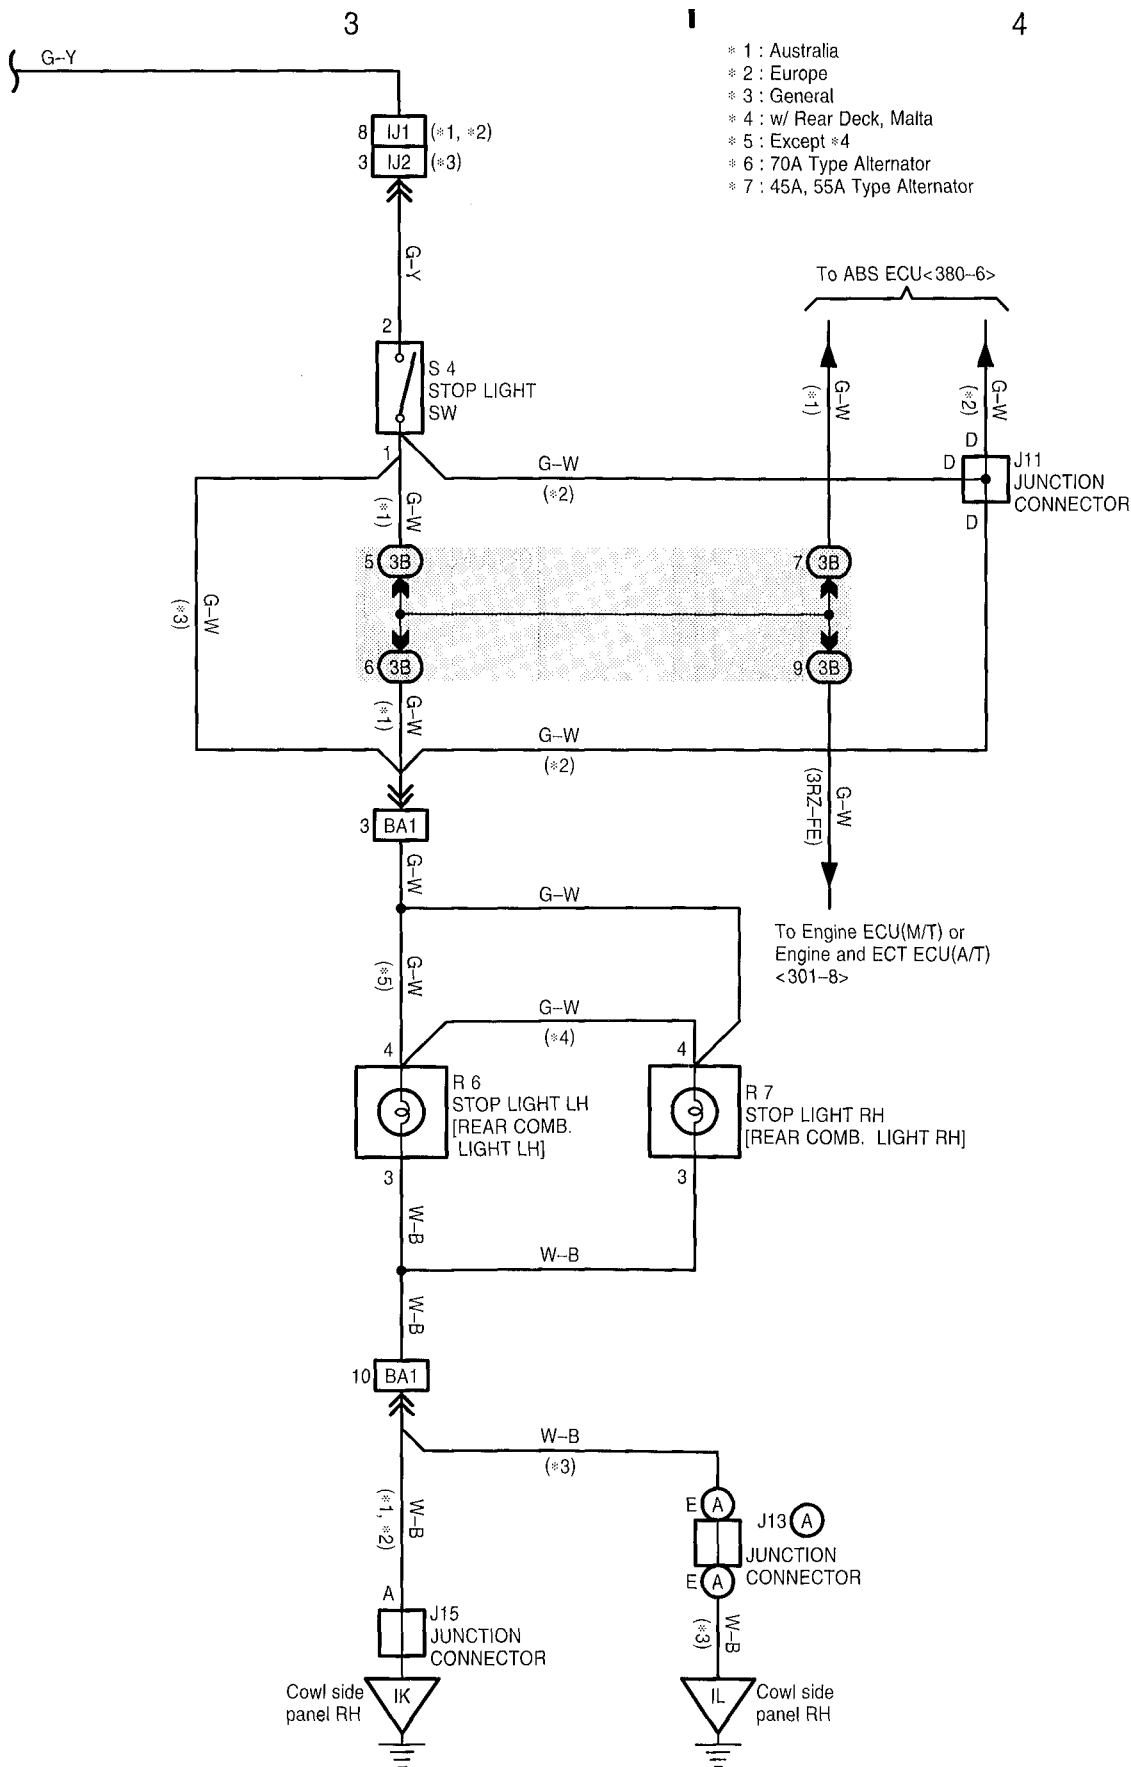 3
I
4
G–Y
* 1 : Australia
* 2 : Europe
* 3 : General
* 4 : w/ Rear Deck, Malta
* 5 : Except *4
* 6 : 70A Type Alternator
* 7 : 45A, 55A Type Alternator
8 IJ1 (*1, *2)
3 IJ2 (*3)
G–Y
To ABS ECU<380–6>
2
S 4
STOP LIGHT
SW
1
G–W
(*1)
G–W
(*2)
G–W
(*2)
D
D
D
J11
JUNCTION
CONNECTOR
G–W
(*1)
5 3B
7 3B
G–W
(*3)
6 3B
9 3B
G–W
(*1)
G–W
(*2)
3 BA1
G–W
(3RZ–FE)
G–W
G–W
To Engine ECU(M/T) or
Engine and ECT ECU(A/T)
<301–8>
G–W
(*5)
G–W
(*4)
4
4
R 6
STOP LIGHT LH
[REAR COMB.
LIGHT LH]
R 7
STOP LIGHT RH
[REAR COMB. LIGHT RH]
3
3
W–B
W–B
W–B
10 BA1
W–B
(*3)
W–B
(*1, *2)
E A
J13 A
JUNCTION
CONNECTOR
E A
A
J15
JUNCTION
CONNECTOR
W–B
(*3)
Cowl side
panel RH
IK
IL
Cowl side
panel RH